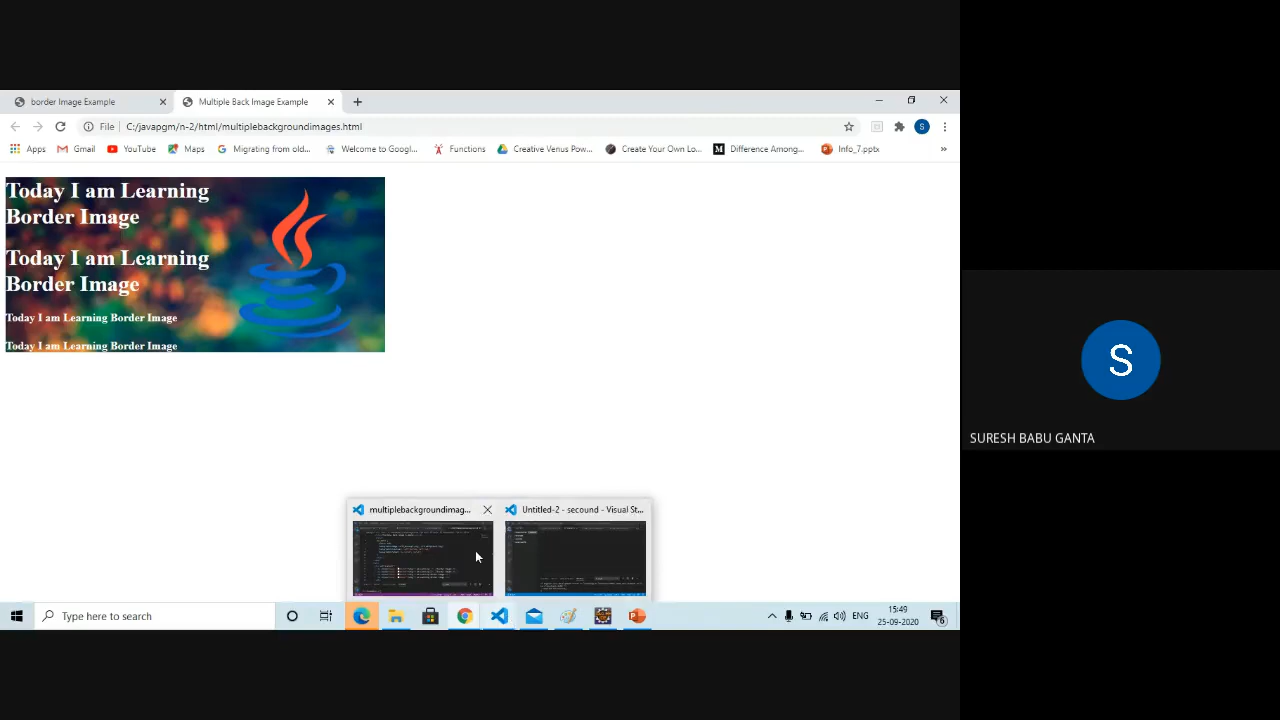 border Image Example
Multiple Back Image Example
File
C:/javapgm/n-2/html/multiplebackgroundimages.html
S
Apps
Gmail
YouTube
Maps
Migrating from old...
Welcome to Googl...
Functions
Creative Venus Pow...
Create Your Own Lo...
M
Difference Among...
Info_7.pptx
»
Today I am Learning
Border Image
Today I am Learning
Border Image
Today I am Learning Border Image
Today I am Learning Border Image
S
SURESH BABU GANTA
multiplebackgroundimag...
Untitled-2 - secound - Visual St...
Type here to search
ENG
15:49
25-09-2020
6